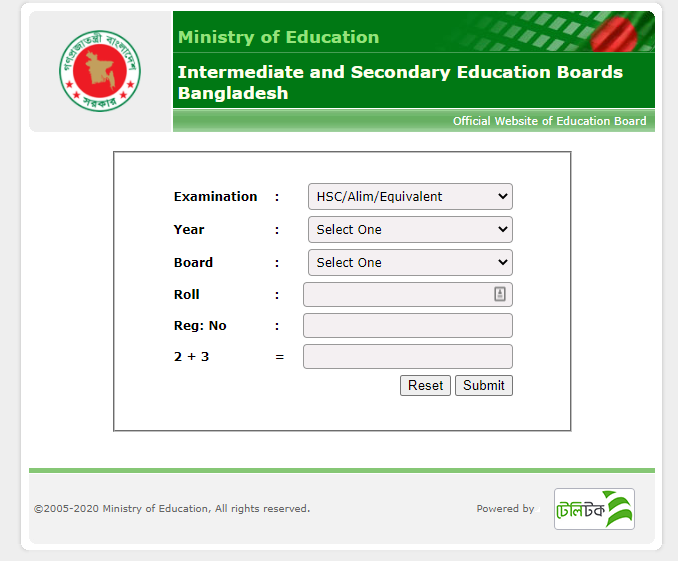 গণপ্রজাতন্ত্রী বাংলাদেশ
সরকার
Ministry of Education
Intermediate and Secondary Education Boards
Bangladesh
Official Website of Education Board
Examination : HSC/Alim/Equivalent
Year : Select One
Board : Select One
Roll :
Reg: No :
2 + 3 =
Reset Submit
©2005-2020 Ministry of Education, All rights reserved. Powered by টেলিটক